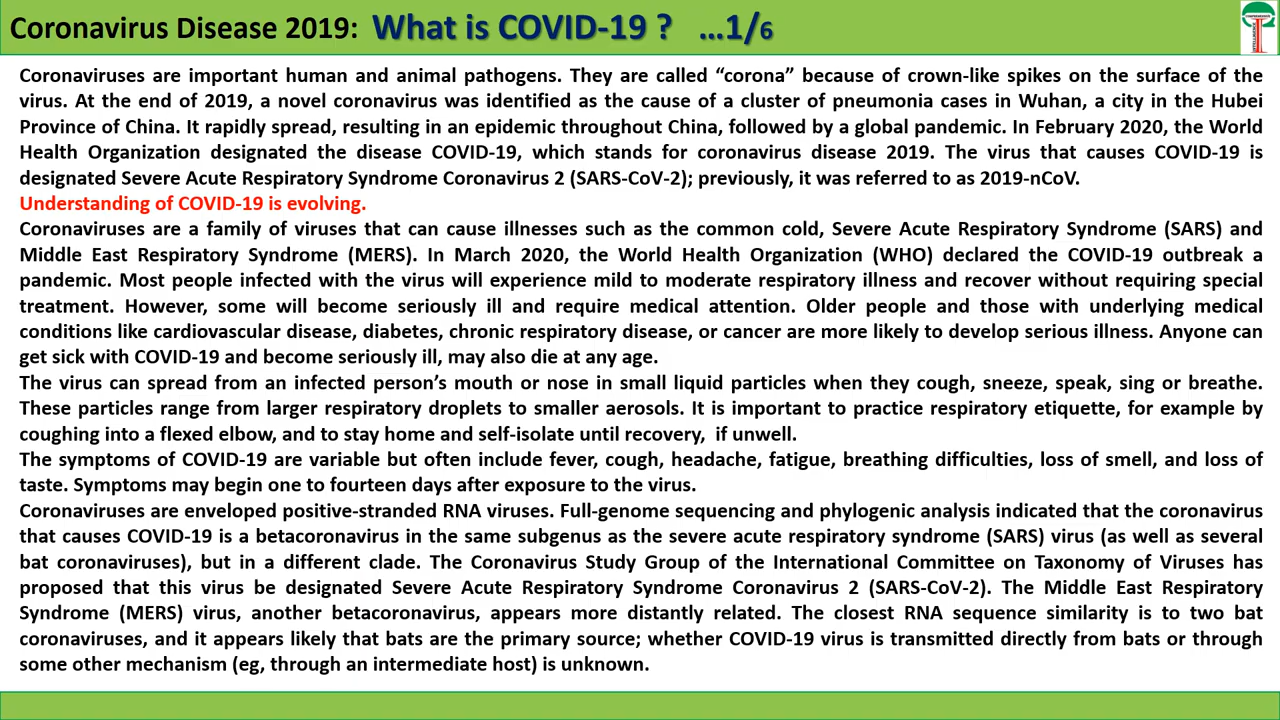 Coronavirus Disease 2019: What is COVID-19 ? ...1/6
Coronaviruses are important human and animal pathogens. They are called “corona” because of crown-like spikes on the surface of the
virus. At the end of 2019, a novel coronavirus was identified as the cause of a cluster of pneumonia cases in Wuhan, a city in the Hubei
Province of China. It rapidly spread, resulting in an epidemic throughout China, followed by a global pandemic. In February 2020, the World
Health Organization designated the disease COVID-19, which stands for coronavirus disease 2019. The virus that causes COVID-19 is
designated Severe Acute Respiratory Syndrome Coronavirus 2 (SARS-CoV-2); previously, it was referred to as 2019-nCoV.
Understanding of COVID-19 is evolving.
Coronaviruses are a family of viruses that can cause illnesses such as the common cold, Severe Acute Respiratory Syndrome (SARS) and
Middle East Respiratory Syndrome (MERS). In March 2020, the World Health Organization (WHO) declared the COVID-19 outbreak a
pandemic. Most people infected with the virus will experience mild to moderate respiratory illness and recover without requiring special
treatment. However, some will become seriously ill and require medical attention. Older people and those with underlying medical
conditions like cardiovascular disease, diabetes, chronic respiratory disease, or cancer are more likely to develop serious illness. Anyone can
get sick with COVID-19 and become seriously ill, may also die at any age.
The virus can spread from an infected person’s mouth or nose in small liquid particles when they cough, sneeze, speak, sing or breathe.
These particles range from larger respiratory droplets to smaller aerosols. It is important to practice respiratory etiquette, for example by
coughing into a flexed elbow, and to stay home and self-isolate until recovery, if unwell.
The symptoms of COVID-19 are variable but often include fever, cough, headache, fatigue, breathing difficulties, loss of smell, and loss of
taste. Symptoms may begin one to fourteen days after exposure to the virus.
Coronaviruses are enveloped positive-stranded RNA viruses. Full-genome sequencing and phylogenic analysis indicated that the coronavirus
that causes COVID-19 is a betacoronavirus in the same subgenus as the severe acute respiratory syndrome (SARS) virus (as well as several
bat coronaviruses), but in a different clade. The Coronavirus Study Group of the International Committee on Taxonomy of Viruses has
proposed that this virus be designated Severe Acute Respiratory Syndrome Coronavirus 2 (SARS-CoV-2). The Middle East Respiratory
Syndrome (MERS) virus, another betacoronavirus, appears more distantly related. The closest RNA sequence similarity is to two bat
coronaviruses, and it appears likely that bats are the primary source; whether COVID-19 virus is transmitted directly from bats or through
some other mechanism (eg, through an intermediate host) is unknown.